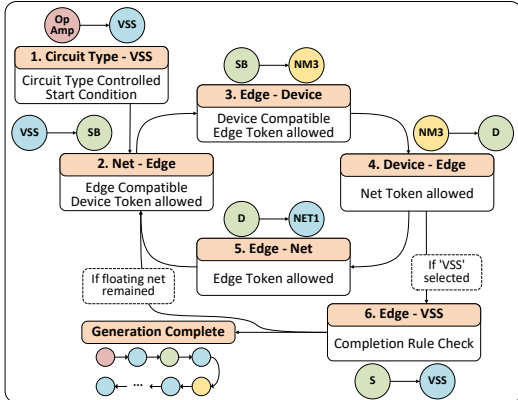 Op
Amp
VSS
1. Circuit Type - VSS
Circuit Type Controlled
Start Condition
SB
NM3
3. Edge - Device
Device Compatible
Edge Token allowed
VSS
SB
2. Net - Edge
Edge Compatible
Device Token allowed
NM3
D
4. Device - Edge
Net Token allowed
D
NET1
5. Edge - Net
Edge Token allowed
If floating net
remained
If 'VSS'
selected
6. Edge - VSS
Completion Rule Check
S
VSS
Generation Complete
...